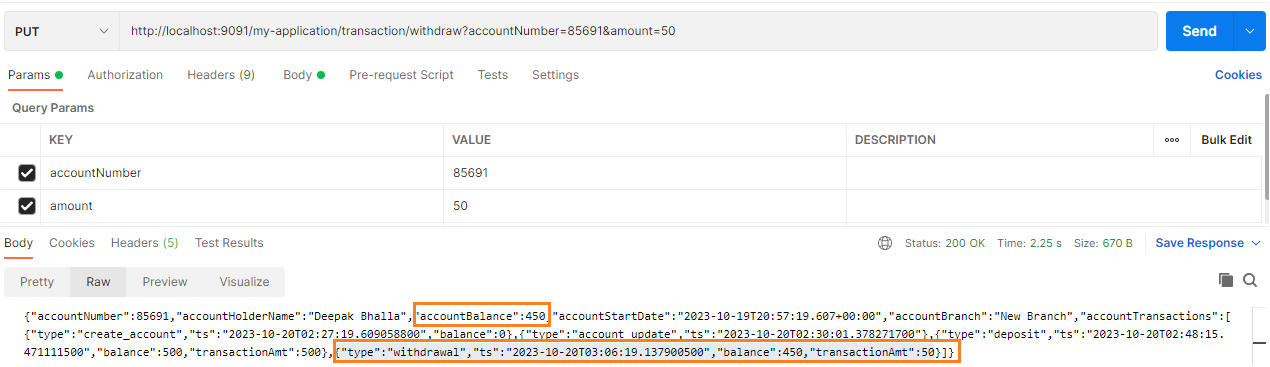 PUT http://localhost:9091/my-application/transaction/withdraw?accountNumber=85691&amount=50 Send
Params Authorization Headers (9) Body Pre-request Script Tests Settings Cookies
Query Params
KEY VALUE DESCRIPTION ooo Bulk Edit
accountNumber 85691
amount 50
Body Cookies Headers (5) Test Results Status: 200 OK Time: 2.25 s Size: 670 B Save Response
Pretty Raw Preview Visualize
{"accountNumber":85691,"accountHolderName":"Deepak Bhalla","accountBalance":450,"accountStartDate":"2023-10-19T20:57:19.607+00:00","accountBranch":"New Branch","accountTransactions":[
{"type":"create_account","ts":"2023-10-20T02:27:19.609058800","balance":0},{"type":"account update","ts":"2023-10-20T02:30:01.378271700"},{"type":"deposit","ts":"2023-10-20T02:48:15.
471111500","balance":500,"transactionAmt":500},{"type":"withdrawal","ts":"2023-10-20T03:06:19.137900500","balance":450,"transactionAmt":50}]}